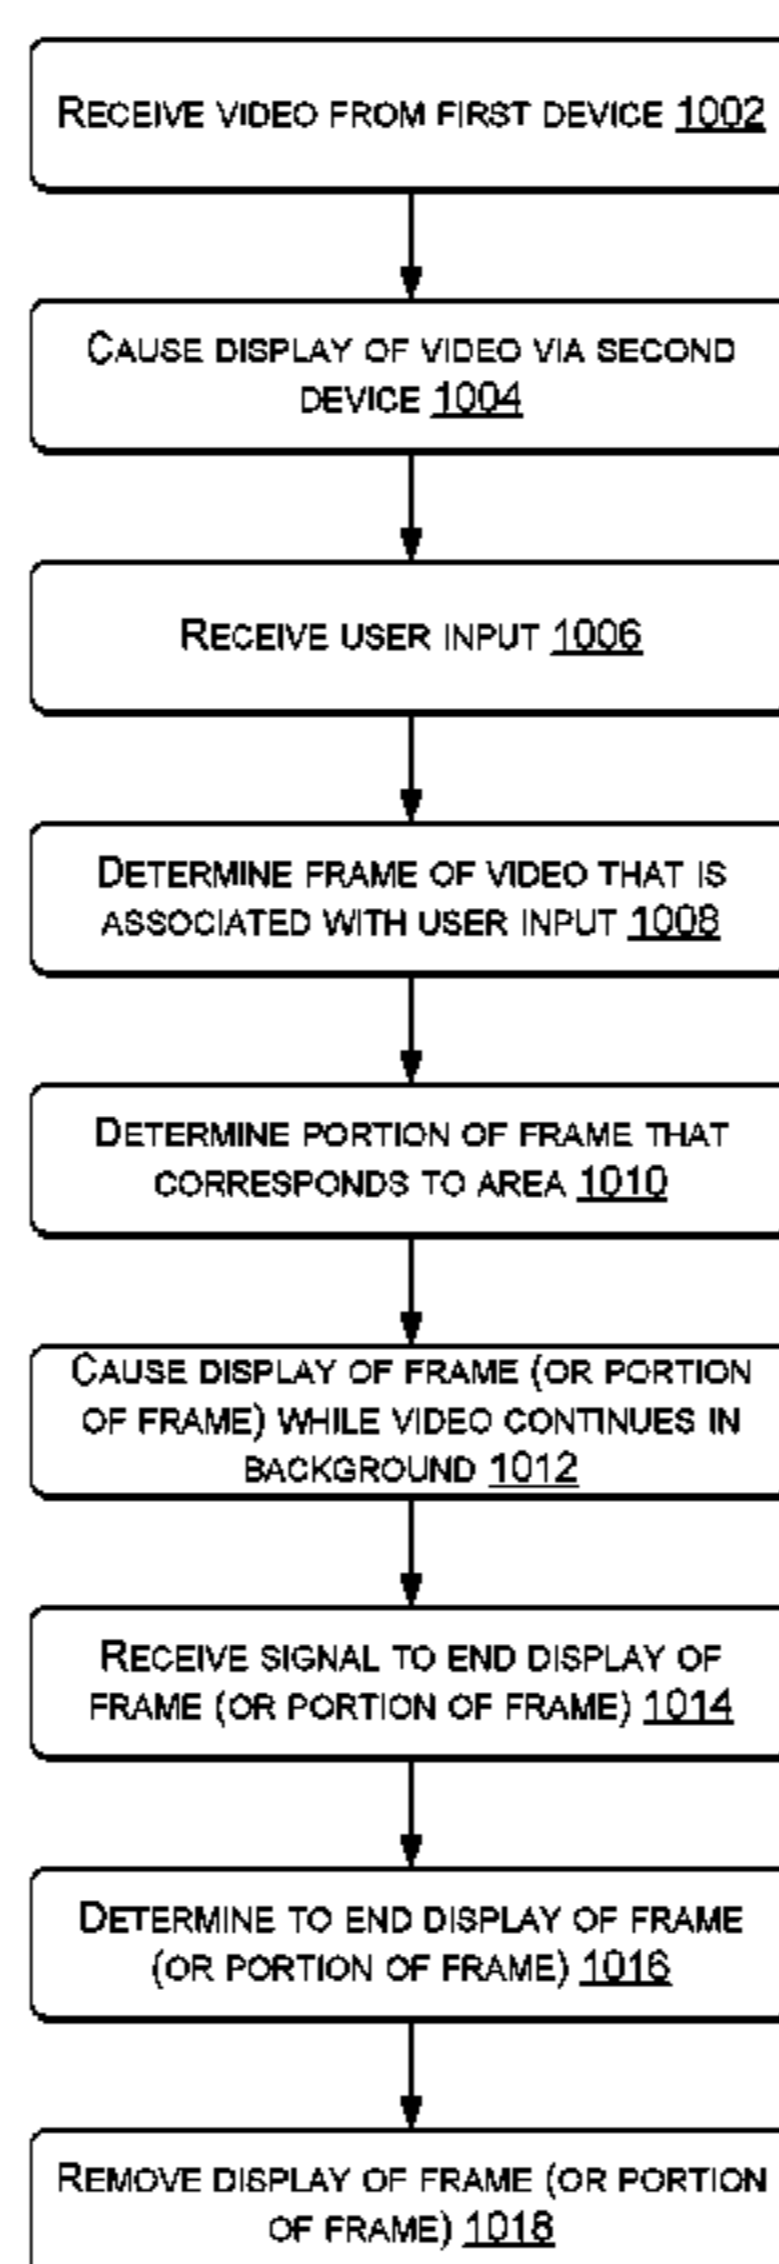 RECEIVE VIDEO FROM FIRST DEVICE 1002
CAUSE DISPLAY OF VIDEO VIA SECOND
DEVICE 1004
RECEIVE USER INPUT 1006
DETERMINE FRAME OF VIDEO THAT IS
ASSOCIATED WITH USER INPUT 1008
DETERMINE PORTION OF FRAME THAT
CORRESPONDS TO AREA 1010
CAUSE DISPLAY OF FRAME (OR PORTION
OF FRAME) WHILE VIDEO CONTINUES IN
BACKGROUND 1012
RECEIVE SIGNAL TO END DISPLAY OF
FRAME (OR PORTION OF FRAME) 1014
DETERMINE TO END DISPLAY OF FRAME
(OR PORTION OF FRAME) 1016
REMOVE DISPLAY OF FRAME (OR PORTION
OF FRAME) 1018